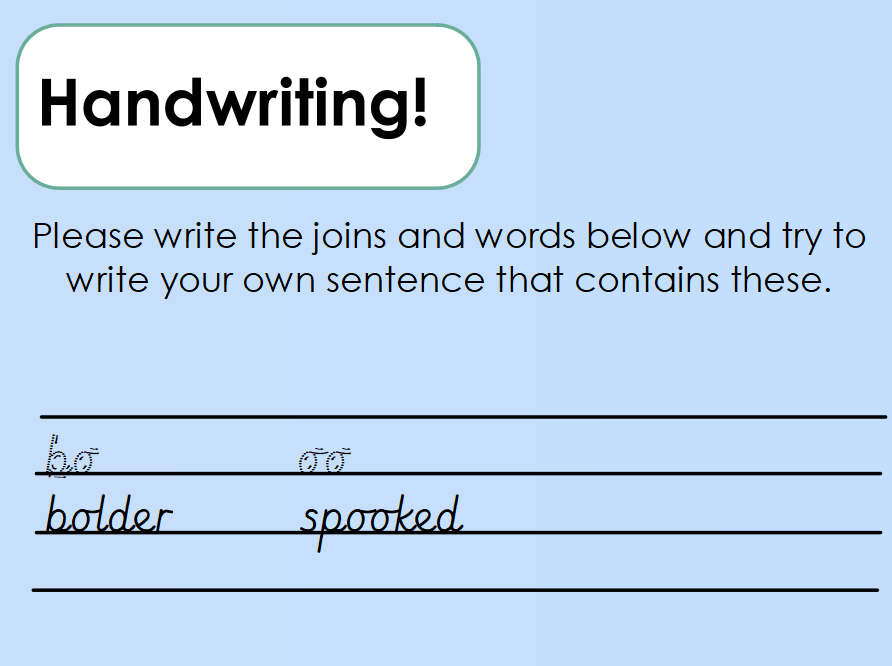 Handwriting!
Please write the joins and words below and try to
write your own sentence that contains these.
bo oo
bolder spooked